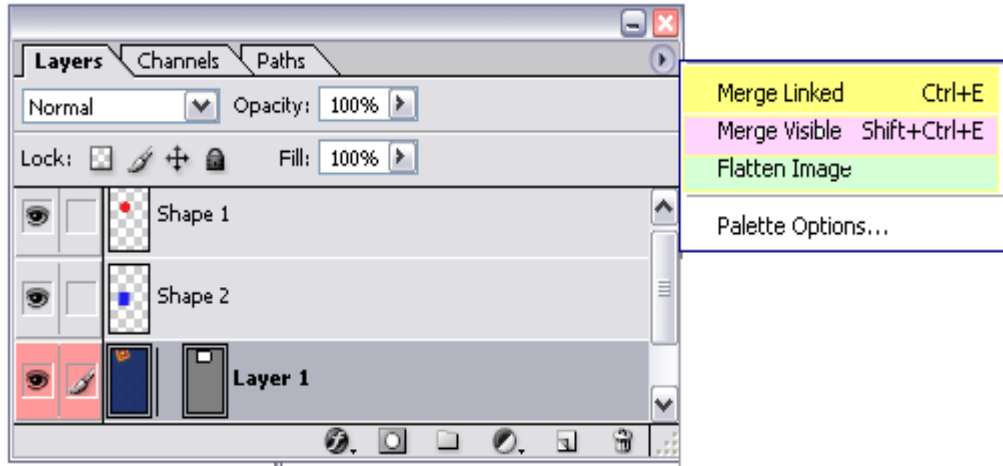 Layers Channels Paths
Normal Opacity: 100%
Lock: Fill: 100%
Shape 1
Shape 2
Layer 1
Merge Linked Ctrl+E
Merge Visible Shift+Ctrl+E
Flatten Image
Palette Options...